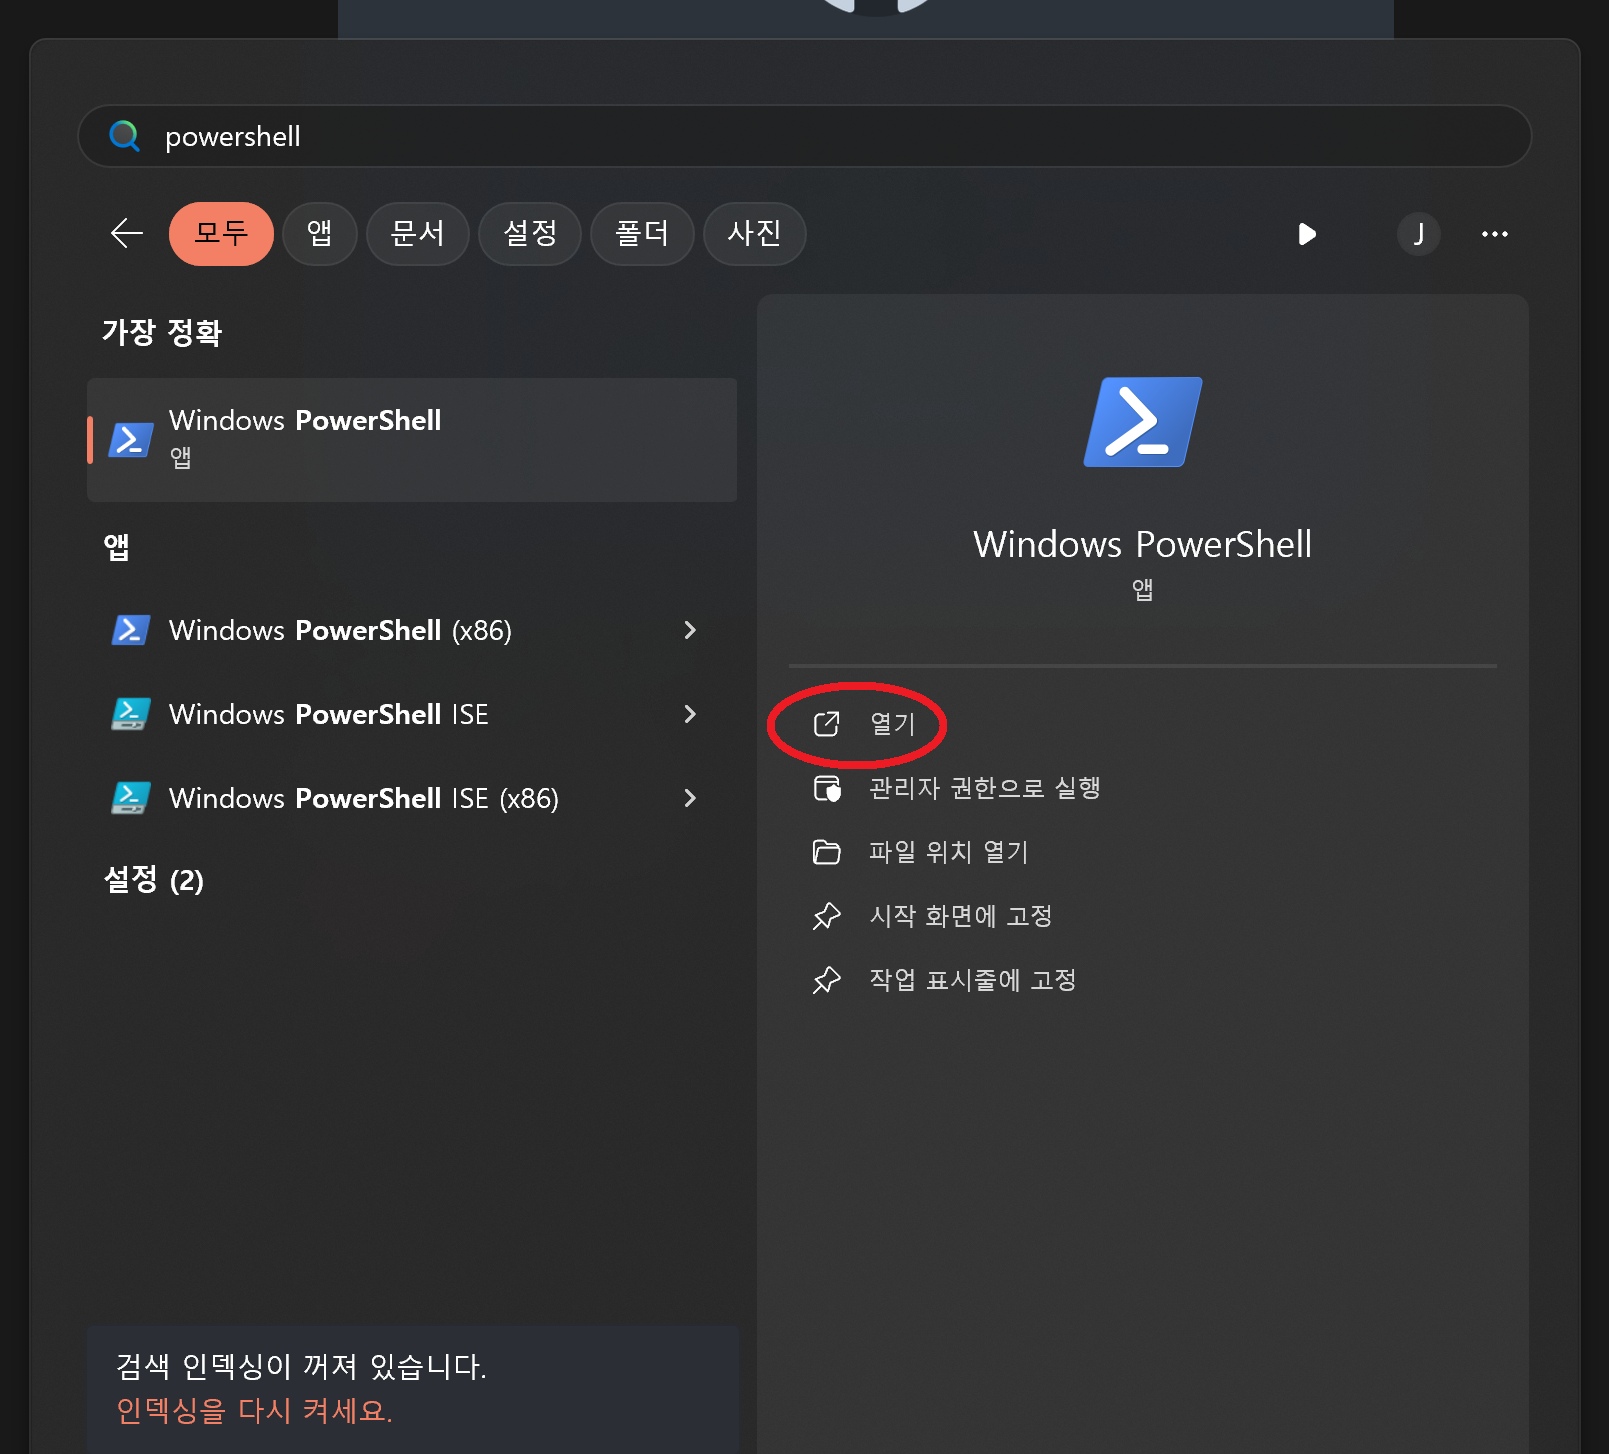 powershell
모두
앱
문서
설정
폴더
사진
J
가장 정확
Windows PowerShell
앱
앱
Windows PowerShell (x86)
Windows PowerShell ISE
Windows PowerShell ISE (x86)
설정 (2)
검색 인덱싱이 꺼져 있습니다.
인덱싱을 다시 켜세요.
Windows PowerShell
앱
열기
관리자 권한으로 실행
파일 위치 열기
시작 화면에 고정
작업 표시줄에 고정